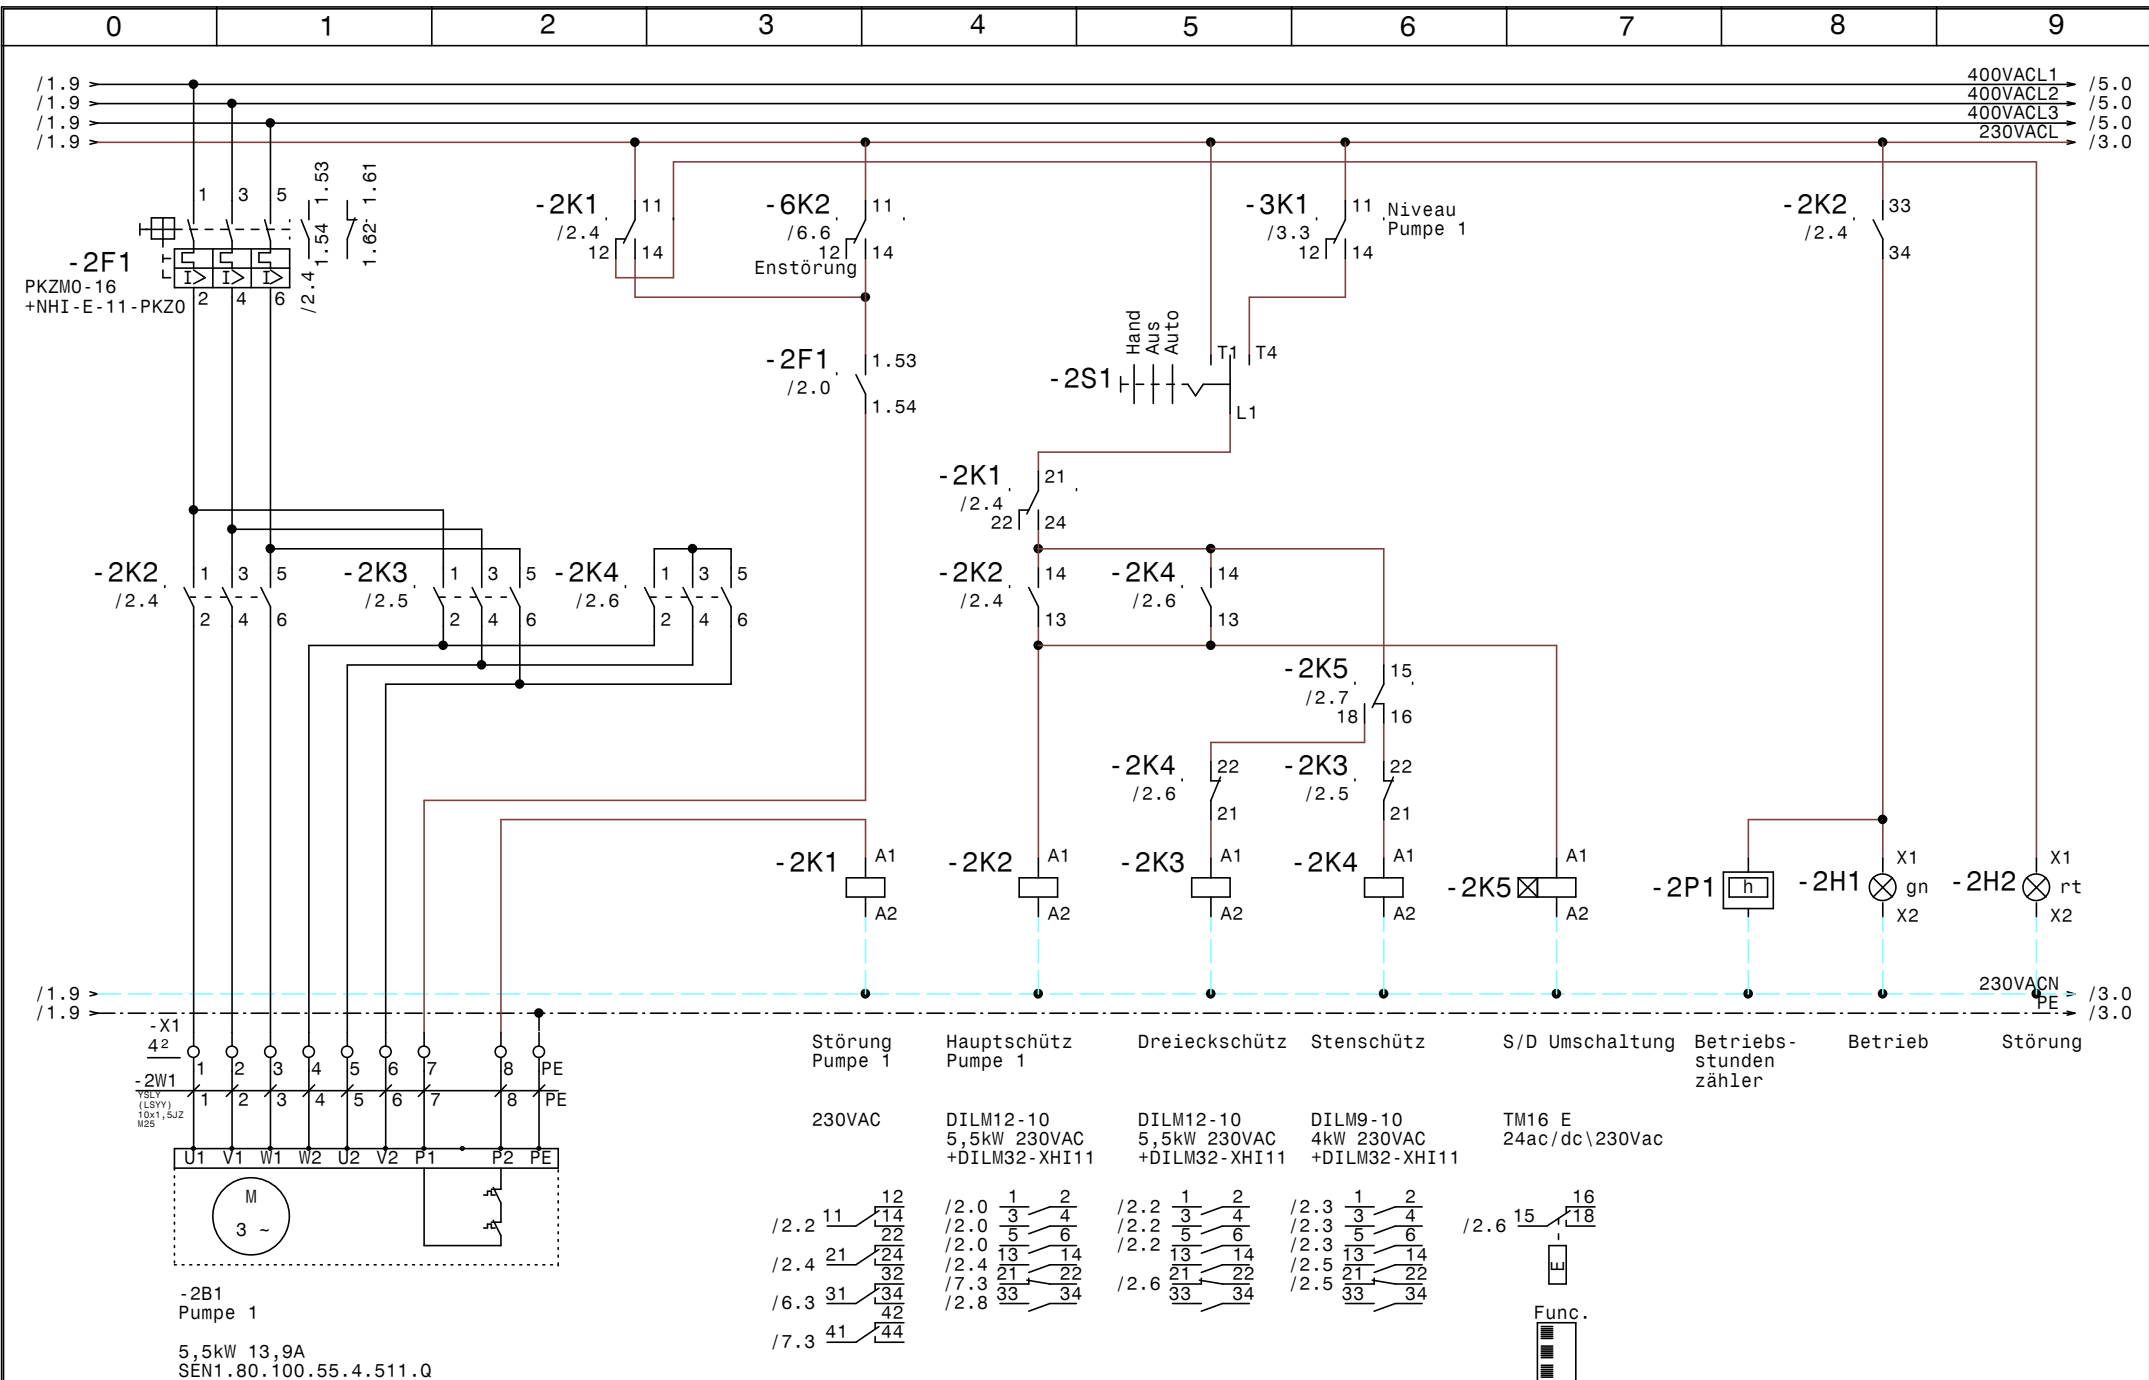 0 1 2 3 4 5 6 7 8 9
/1.9 400VACL1 /5.0
/1.9 400VACL2 /5.0
/1.9 400VACL3 /5.0
/1.9 230VACL /3.0
1 3 5 1.53 1.61
1.54 1.62
-2F1
PKZM0-16
+NHI-E-11-PKZ0
2 4 6 /2.4
-2K1 11
/2.4
12 14
-6K2 11
/6.6
12 14
Enstörung
-3K1 11 Niveau
/3.3 Pumpe 1
12 14
-2K2 33
/2.4
34
-2F1 1.53
/2.0
1.54
Hand
Aus
Auto
T1 T4
-2S1
L1
-2K1 21
/2.4
22 24
-2K2 1 3 5
/2.4
2 4 6
-2K3 1 3 5
/2.5
2 4 6
-2K4 1 3 5
/2.6
2 4 6
-2K2 14
/2.4
13
-2K4 14
/2.6
13
-2K5 15
/2.7
18 16
-2K4 22
/2.6
21
-2K3 22
/2.5
21
-2K1 A1
A2
-2K2 A1
A2
-2K3 A1
A2
-2K4 A1
A2
-2K5 A1
A2
-2P1 h
-2H1 X1
gn
X2
-2H2 X1
rt
X2
/1.9 230VACN /3.0
/1.9 PE /3.0
-X1
4²
1 2 3 4 5 6 7 8 PE
-2W1
YSLY
(LSYY)
10x1,5JZ
M25
1 2 3 4 5 6 7 8 PE
U1 V1 W1 W2 U2 V2 P1 P2 PE
M
3 ~
-2B1
Pumpe 1
5,5kW 13,9A
SEN1.80.100.55.4.511.Q
Störung
Pumpe 1
Hauptschütz
Pumpe 1
Dreieckschütz
Stenschütz
S/D Umschaltung
Betriebs-
stunden
zähler
Betrieb
Störung
230VAC
DILM12-10
5,5kW 230VAC
+DILM32-XHI11
DILM12-10
5,5kW 230VAC
+DILM32-XHI11
DILM9-10
4kW 230VAC
+DILM32-XHI11
TM16 E
24ac/dc\230Vac
12
/2.2 11 14
22
/2.4 21 24
32
/6.3 31 34
42
/7.3 41 44
/2.0 1 2
/2.0 3 4
/2.0 5 6
/2.4 13 14
/7.3 21 22
/2.8 33 34
/2.2 1 2
/2.2 3 4
/2.2 5 6
13 14
/2.6 21 22
33 34
/2.3 1 2
/2.3 3 4
/2.3 5 6
/2.5 13 14
/2.5 21 22
33 34
16
/2.6 15 18
E
Func.